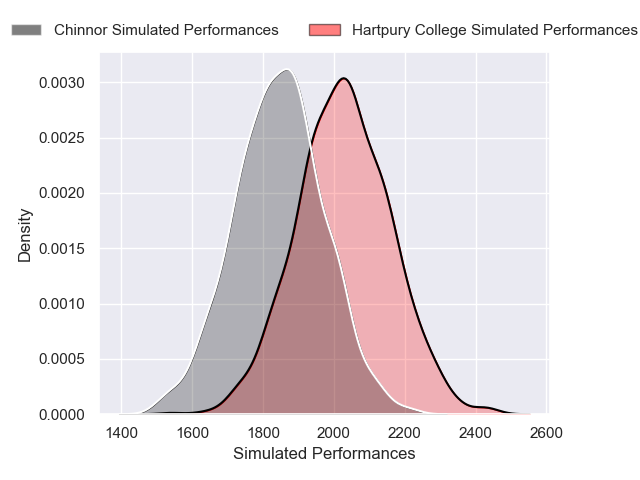 Chinnor Simulated Performances Hartpury College Simulated Performances
0.0030
0.0025
0.0020
0.0015
0.0010
0.0005
0.0000
Density
1400 1600 1800 2000 2200 2400 2600
Simulated Performances